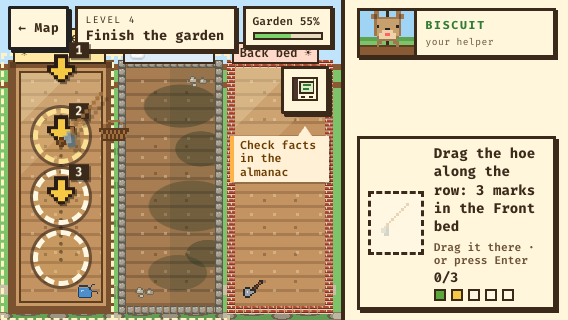 ← Map
LEVEL 4
Finish the garden
Garden 55%
Back bed ☀
1
2
3
Check facts
in the
almanac
BISCUIT
your helper
Drag the hoe
along the
row: 3 marks
in the Front
bed
Drag it there ·
or press Enter
0/3